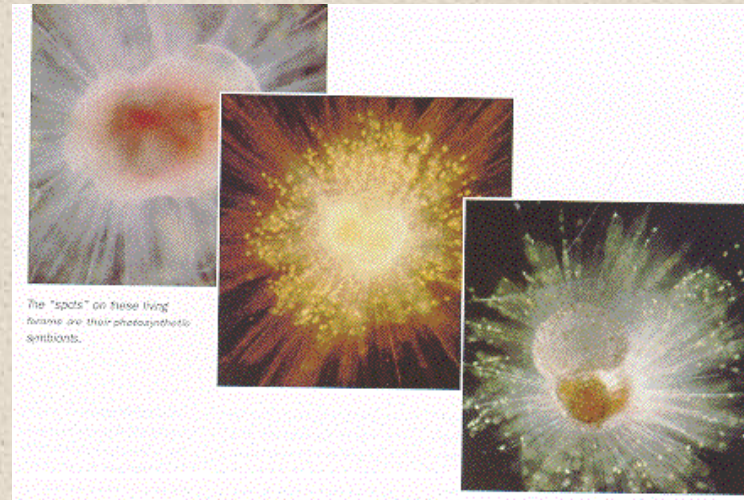 The "spots" on these living
forams are their photosynthetic
symbionts.